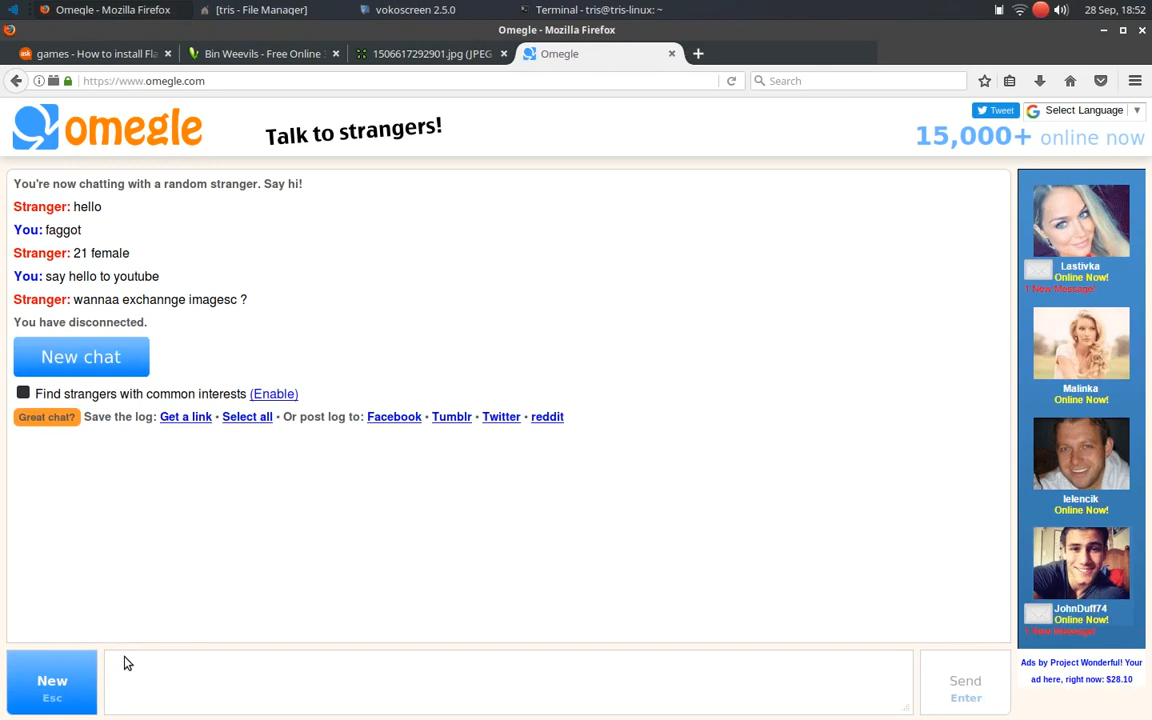 Omegle - Mozilla Firefox
[tris - File Manager]
vokoscreen 2.5.0
Terminal - tris@tris-linux: ~
28 Sep, 18:52
Omegle - Mozilla Firefox
games - How to install Fla
Bin Weevils - Free Online
1506617292901.jpg (JPEG
Omegle
https://www.omegle.com
Search
omegle
Talk to strangers!
Tweet
Select Language
15,000+ online now
You're now chatting with a random stranger. Say hi!
Stranger: hello
You: faggot
Stranger: 21 female
You: say hello to youtube
Stranger: wannaa exchannge imagesc ?
You have disconnected.
New chat
Find strangers with common interests (Enable)
Great chat? Save the log: Get a link • Select all • Or post log to: Facebook • Tumblr • Twitter • reddit
Lastivka
Online Now!
1 New Message!
Malinka
Online Now!
lelencik
Online Now!
JohnDuff74
Online Now!
1 New Message!
Ads by Project Wonderful! Your
ad here, right now: $28.10
New
Esc
Send
Enter